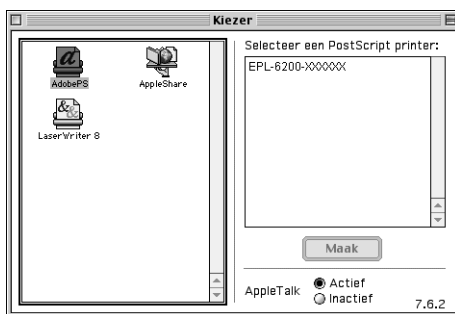 Kiezer
AdobePS
AppleShare
LaserWriter 8
Selecteer een PostScript printer:
EPL-6200-XXXXXX
Maak
AppleTalk
Actief
Inactief
7.6.2